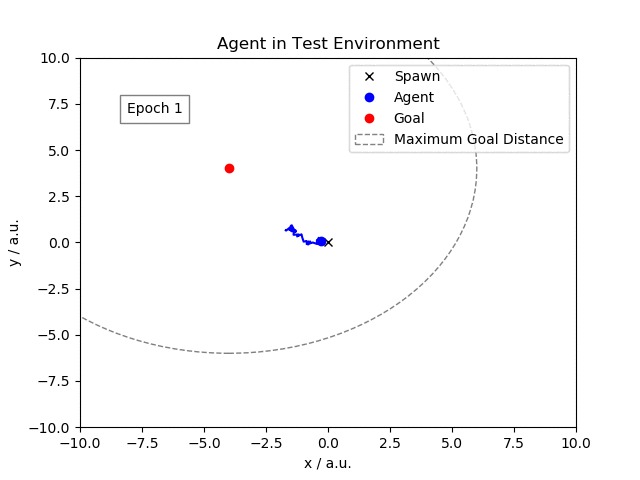 Agent in Test Environment
10.0
7.5
5.0
2.5
0.0
−2.5
−5.0
−7.5
−10.0
y / a.u.
Epoch 1
Spawn
Agent
Goal
Maximum Goal Distance
−10.0 −7.5 −5.0 −2.5 0.0 2.5 5.0 7.5 10.0
x / a.u.